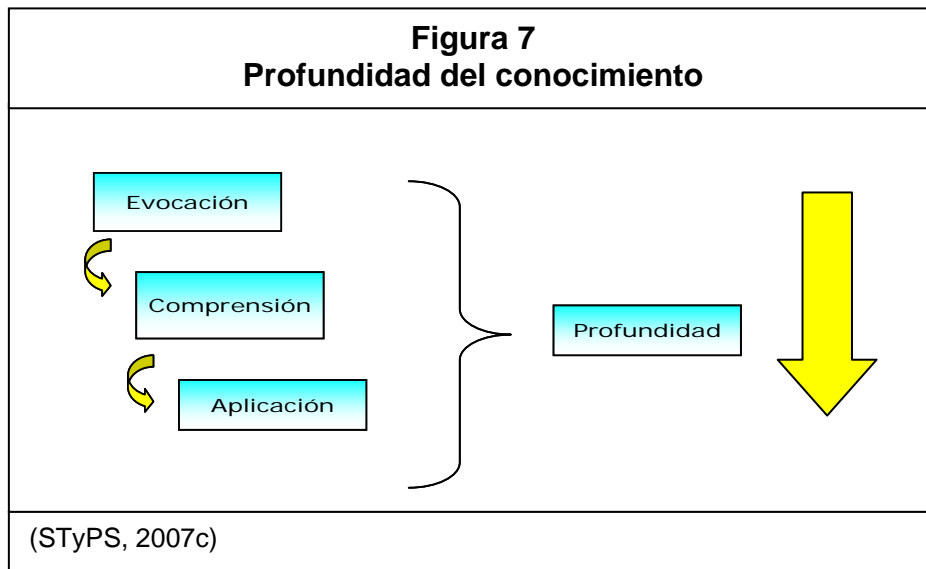 Figura 7
Profundidad del conocimiento
Evocación
Comprensión
Profundidad
Aplicación
(STyPS, 2007c)